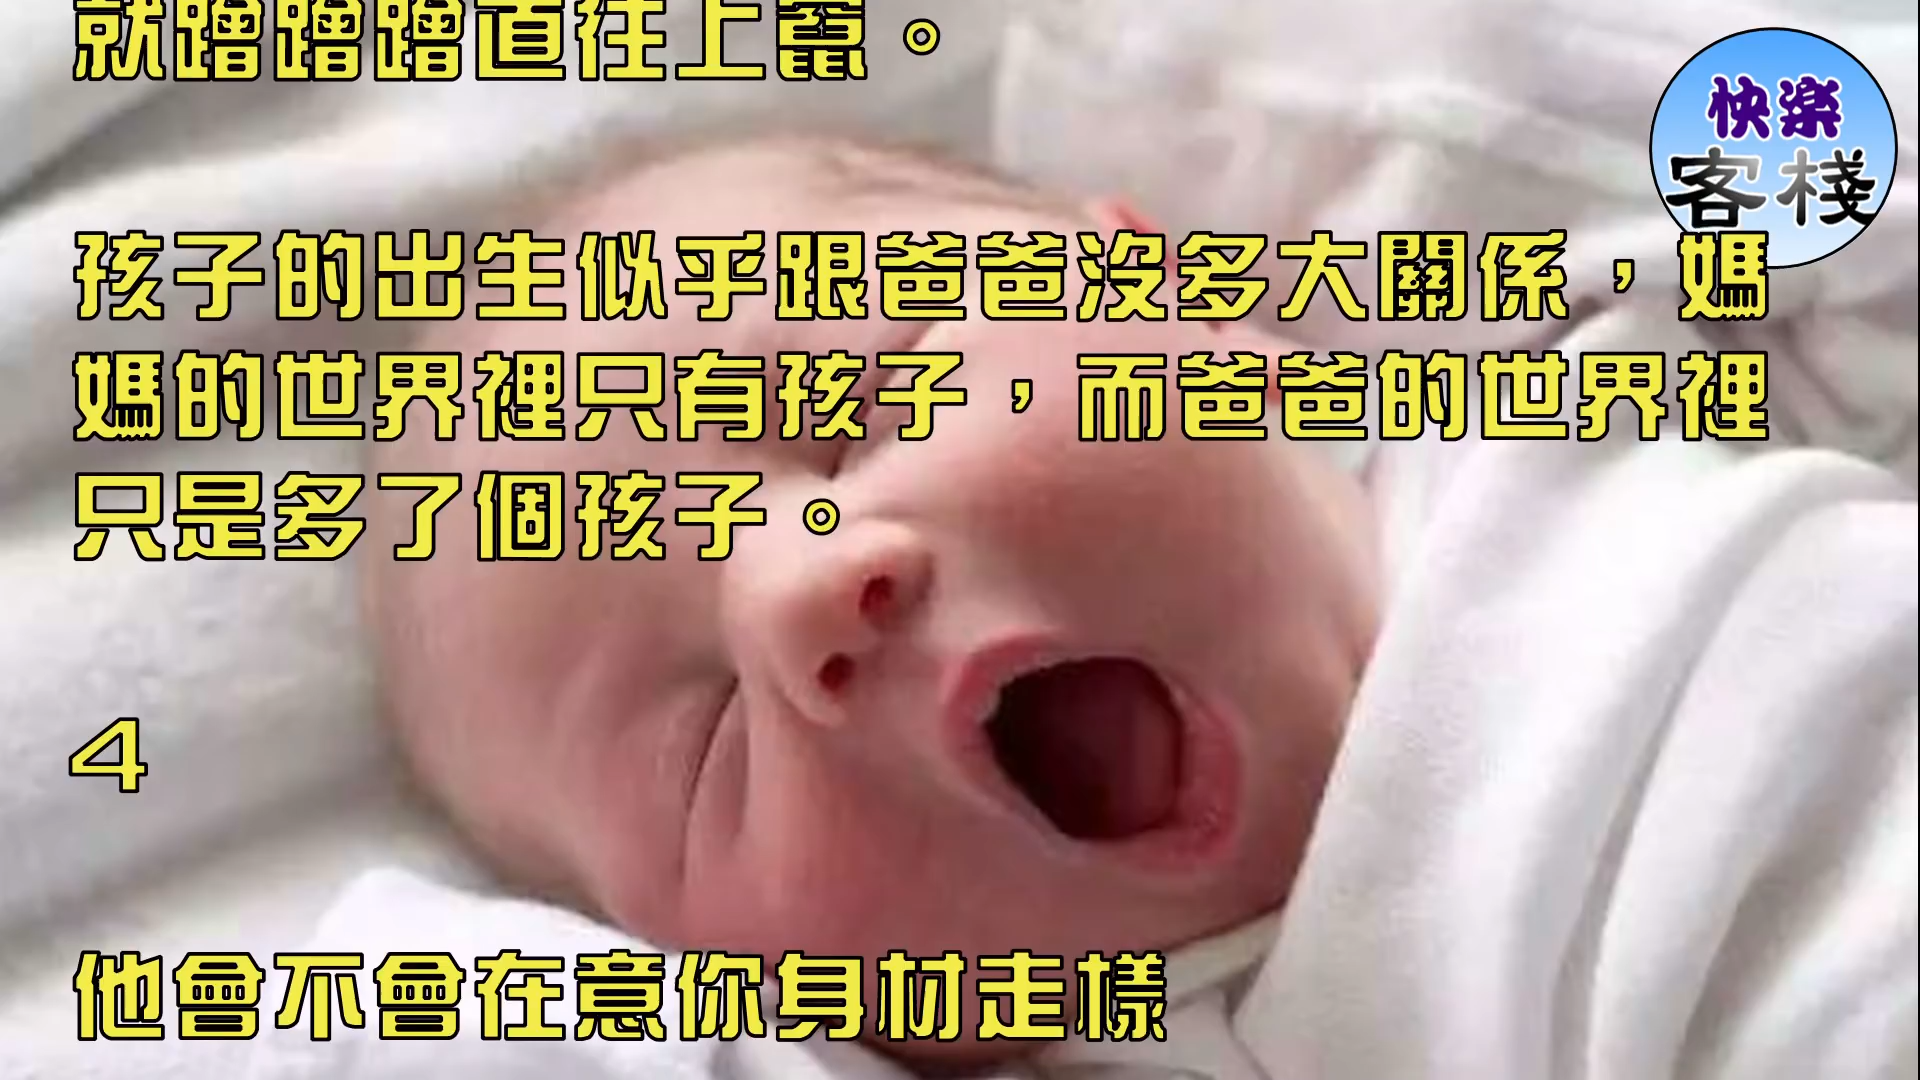 就蹭蹭蹭直往上竄。
快樂
客棧
孩子的出生似乎跟爸爸沒多大關係，媽
媽的世界裡只有孩子，而爸爸的世界裡
只是多了個孩子。
4
他會不會在意你身材走樣